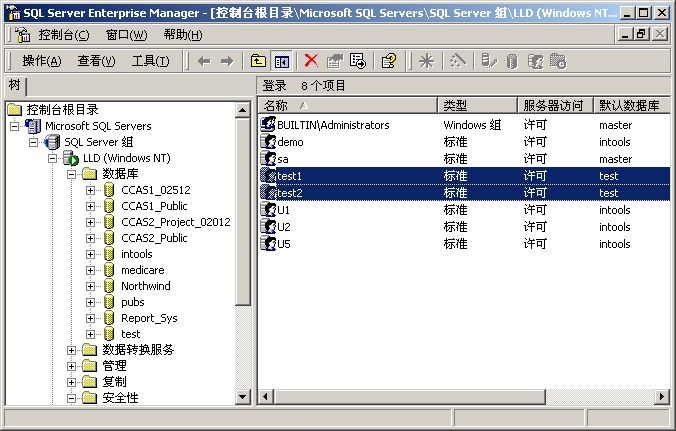 SQL Server Enterprise Manager - [控制台根目录\Microsoft SQL Servers\SQL Server 组\LLD (Windows NT)...
控制台(C) 窗口(W) 帮助(H)
操作(A) 查看(V) 工具(T)
树
登录 8 个项目
控制台根目录
Microsoft SQL Servers
SQL Server 组
LLD (Windows NT)
数据库
CCAS1_02512
CCAS1_Public
CCAS2_Project_02012
CCAS2_Public
intools
medicare
Northwind
pubs
Report_Sys
test
数据转换服务
管理
复制
安全性
名称 类型 服务器访问 默认数据库
BUILTIN\Administrators Windows 组 许可 master
demo 标准 许可 intools
sa 标准 许可 master
test1 标准 许可 test
test2 标准 许可 test
U1 标准 许可 intools
U2 标准 许可 intools
U5 标准 许可 intools